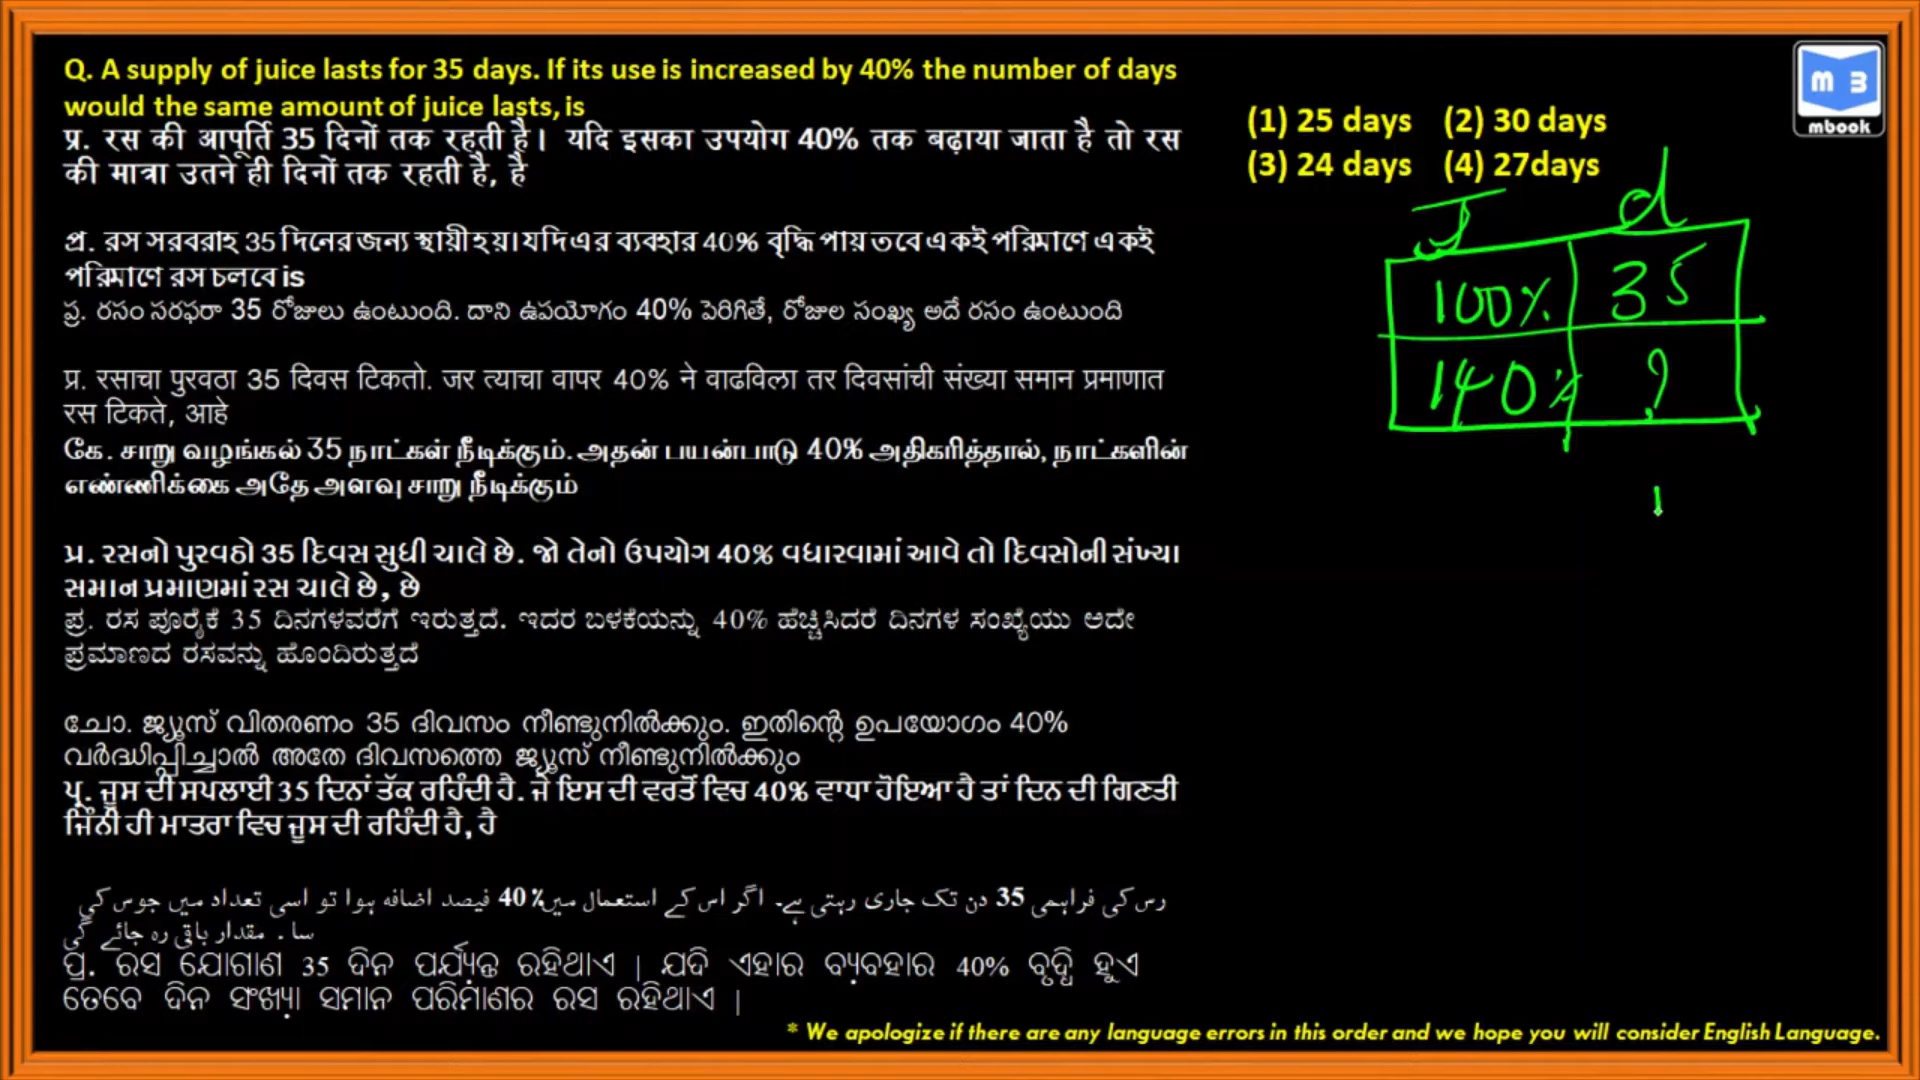 Q. A supply of juice lasts for 35 days. If its use is increased by 40% the number of days
would the same amount of juice lasts, is
प्र. रस की आपूर्ति 35 दिनों तक रहती है। यदि इसका उपयोग 40% तक बढ़ाया जाता है तो रस
की मात्रा उतने ही दिनों तक रहती है, है
প্র. রস সরবরাহ 35 দিনের জন্য স্থায়ী হয়। যদি এর ব্যবহার 40% বৃদ্ধি পায় তবে একই পরিমাণে একই
পরিমাণে রস চলবে is
ప్ర. రసం సరఫరా 35 రోజులు ఉంటుంది. దాని ఉపయోగం 40% పెరిగితే, రోజుల సంఖ్య అదే రసం ఉంటుంది
प्र. रसाचा पुरवठा 35 दिवस टिकतो. जर त्याचा वापर 40% ने वाढविला तर दिवसांची संख्या समान प्रमाणात
रस टिकते, आहे
கே. சாறு வழங்கல் 35 நாட்கள் நீடிக்கும். அதன் பயன்பாடு 40% அதிகரித்தால், நாட்களின்
எண்ணிக்கை அதே அளவு சாறு நீடிக்கும்
પ્ર. રસનો પુરવઠો 35 દિવસ સુધી ચાલે છે. જો તેનો ઉપયોગ 40% વધારવામાં આવે તો દિવસોની સંખ્યા
સમાન પ્રમાણમાં રસ ચાલે છે, છે
ಪ್ರ. ರಸ ಪೂರೈಕೆ 35 ದಿನಗಳವರೆಗೆ ಇರುತ್ತದೆ. ಇದರ ಬಳಕೆಯನ್ನು 40% ಹೆಚ್ಚಿಸಿದರೆ ದಿನಗಳ ಸಂಖ್ಯೆಯು ಅದೇ
ಪ್ರಮಾಣದ ರಸವನ್ನು ಹೊಂದಿರುತ್ತದೆ
ചോ. ജ്യൂസ് വിതരണം 35 ദിവസം നീണ്ടുനിൽക്കും. ഇതിന്റെ ഉപയോഗം 40%
വർദ്ധിപ്പിച്ചാൽ അതേ ദിവസത്തെ ജ്യൂസ് നീണ്ടുനിൽക്കും
ਪ੍ਰ. ਜੂਸ ਦੀ ਸਪਲਾਈ 35 ਦਿਨਾਂ ਤੱਕ ਰਹਿੰਦੀ ਹੈ. ਜੇ ਇਸ ਦੀ ਵਰਤੋਂ ਵਿਚ 40% ਵਾਧਾ ਹੋਇਆ ਹੈ ਤਾਂ ਦਿਨ ਦੀ ਗਿਣਤੀ
ਜਿੰਨੀ ਹੀ ਮਾਤਰਾ ਵਿਚ ਜੂਸ ਦੀ ਰਹਿੰਦੀ ਹੈ, ਹੈ
رس کی فراہمی 35 دن تک جاری رہتی ہے۔ اگر اس کے استعمال میں 40% فیصد اضافہ ہوا تو اسی تعداد میں جوس کی
سا۔ مقدار باقی رہ جائے گی
ପ୍ର. ରସ ଯୋଗାଣ 35 ଦିନ ପର୍ଯ୍ୟନ୍ତ ରହିଥାଏ | ଯଦି ଏହାର ବ୍ୟବହାର 40% ବୃଦ୍ଧି ହୁଏ
ତେବେ ଦିନ ସଂଖ୍ୟା ସମାନ ପରିମାଣର ରସ ରହିଥାଏ |
(1) 25 days (2) 30 days
(3) 24 days (4) 27days
J d
100% 35
140% ?
m 3
mbook
* We apologize if there are any language errors in this order and we hope you will consider English Language.